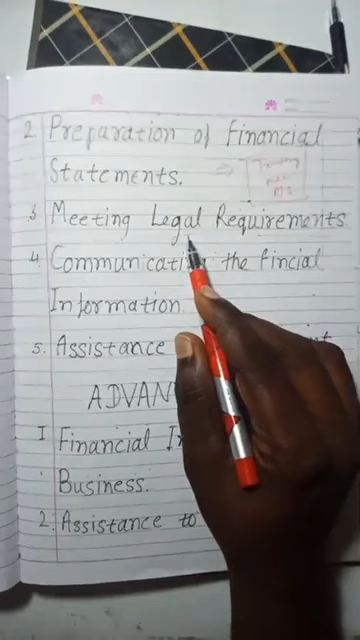 2. Preparation of Financial
Statements. ⇒ Trading
3. Meeting Legal Requirements
4. Communicati the fincial
Information
5. Assistance
ADVAN
I Financial I
Business.
2. Assistance to